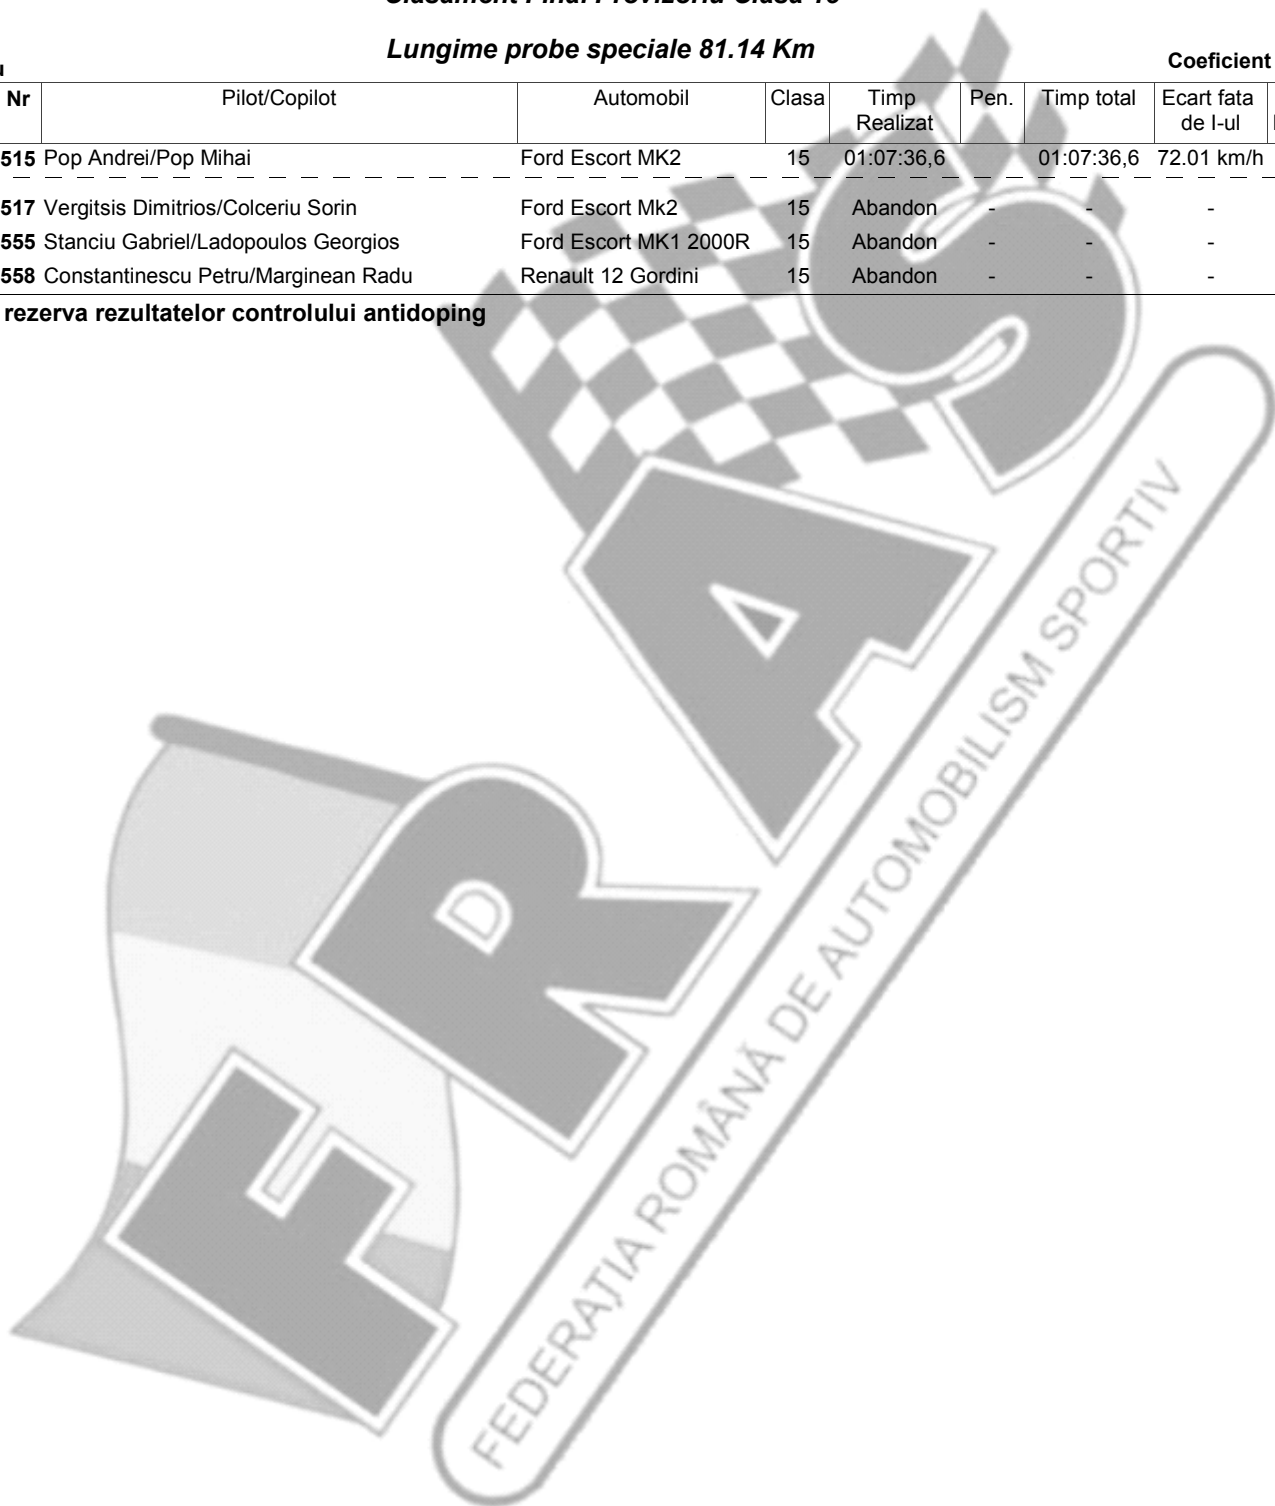 Lungime probe speciale 81.14 Km
Coeficient
Nr Pilot/Copilot Automobil Clasa Timp Realizat Pen. Timp total Ecart fata de I-ul
515 Pop Andrei/Pop Mihai Ford Escort MK2 15 01:07:36,6 01:07:36,6 72.01 km/h
517 Vergitsis Dimitrios/Colceriu Sorin Ford Escort Mk2 15 Abandon - - -
555 Stanciu Gabriel/Ladopoulos Georgios Ford Escort MK1 2000R 15 Abandon - - -
558 Constantinescu Petru/Marginean Radu Renault 12 Gordini 15 Abandon - - -
rezerva rezultatelor controlului antidoping
FRAS
FEDERAȚIA ROMÂNĂ DE AUTOMOBILISM SPORTIV